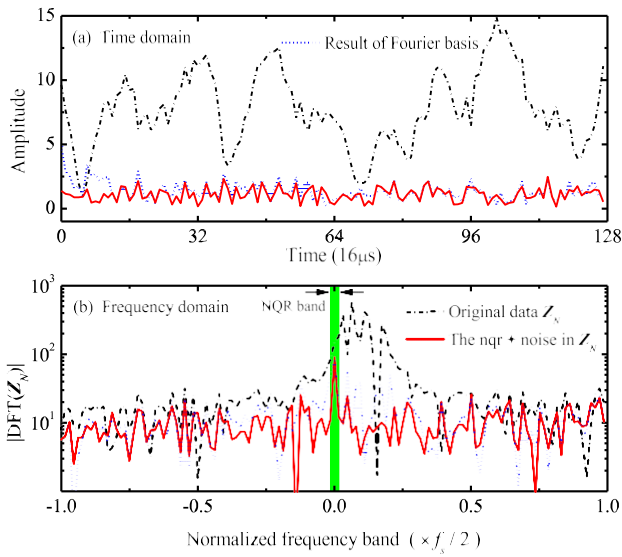 15
(a) Time domain
Result of Fourier basis
10
5
0
Amplitude
0 32 64 96 128
Time (16μs)
10³
(b) Frequency domain
NQR band
Original data Z_N
The nqr + noise in Z_N
10²
10¹
|DFT(Z_N)|
-1.0 -0.5 0.0 0.5 1.0
Normalized frequency band (×f_s/2)